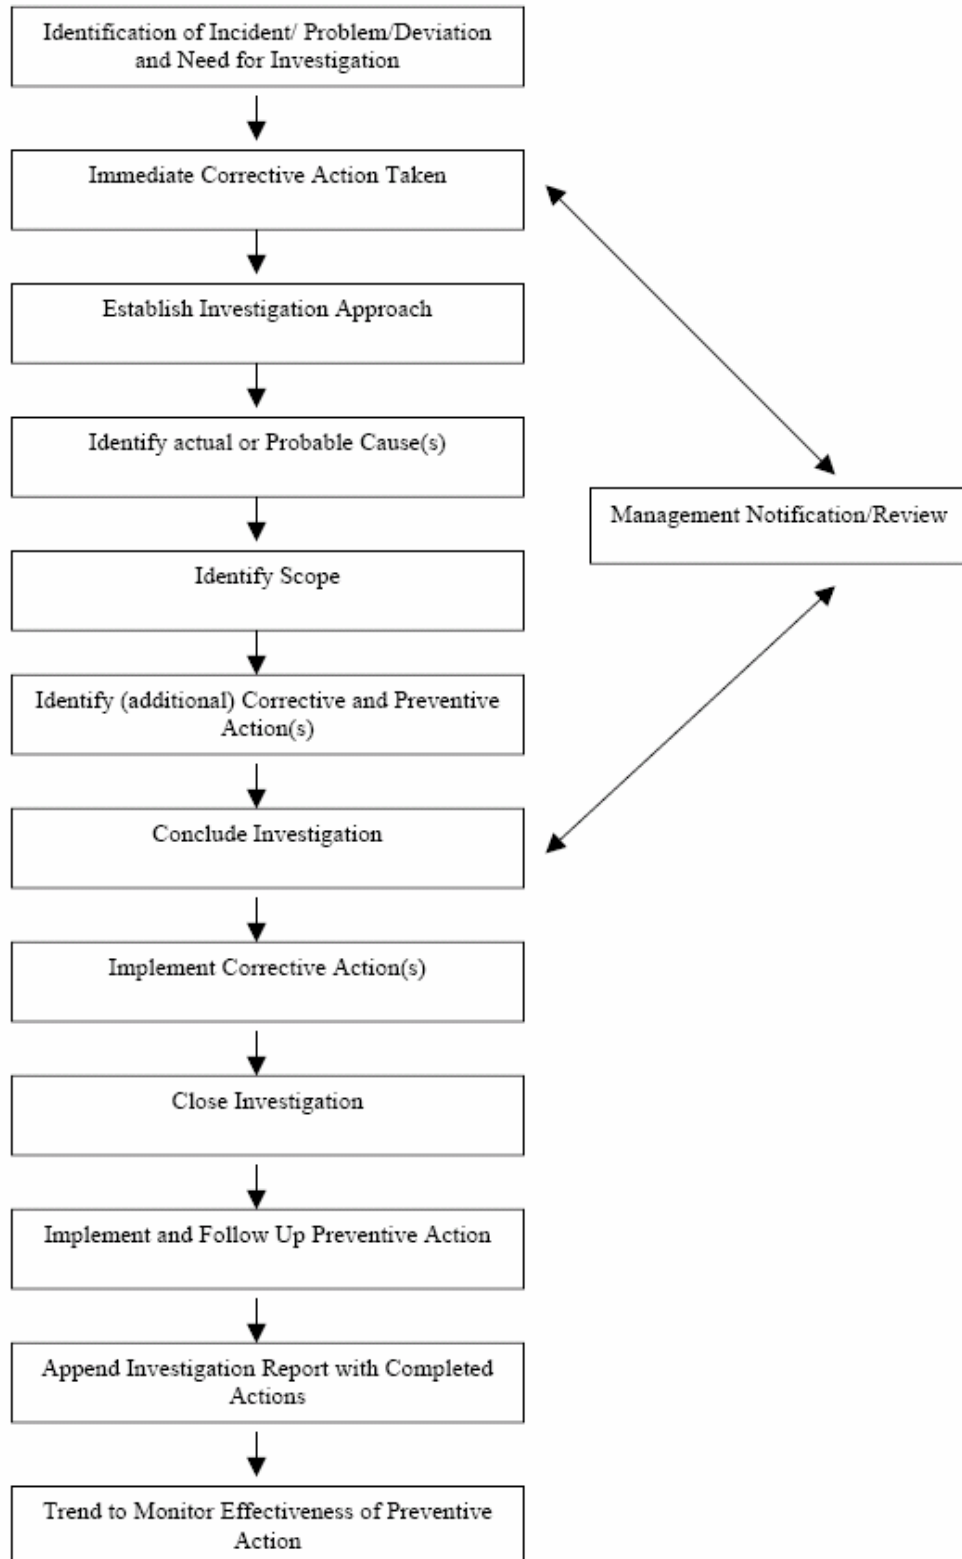 Identification of Incident/ Problem/Deviation
and Need for Investigation
Immediate Corrective Action Taken
Establish Investigation Approach
Identify actual or Probable Cause(s)
Management Notification/Review
Identify Scope
Identify (additional) Corrective and Preventive
Action(s)
Conclude Investigation
Implement Corrective Action(s)
Close Investigation
Implement and Follow Up Preventive Action
Append Investigation Report with Completed
Actions
Trend to Monitor Effectiveness of Preventive
Action